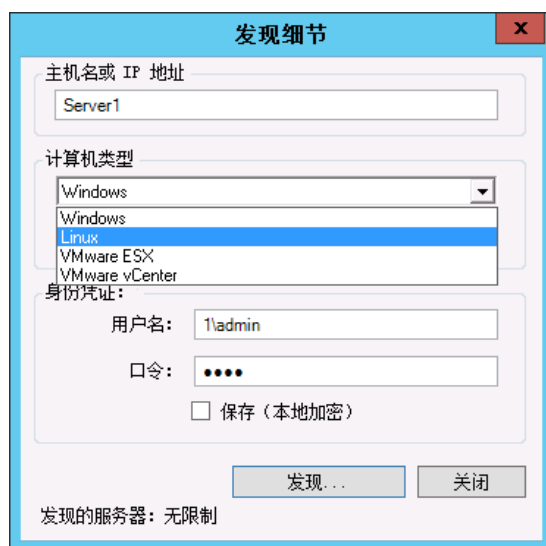 发现细节
x
主机名或 IP 地址
Server1
计算机类型
Windows
Windows
Linux
VMware ESX
VMware vCenter
身份凭证：
用户名： 1\admin
口令： ●●●●
保存（本地加密）
发现... 关闭
发现的服务器：无限制